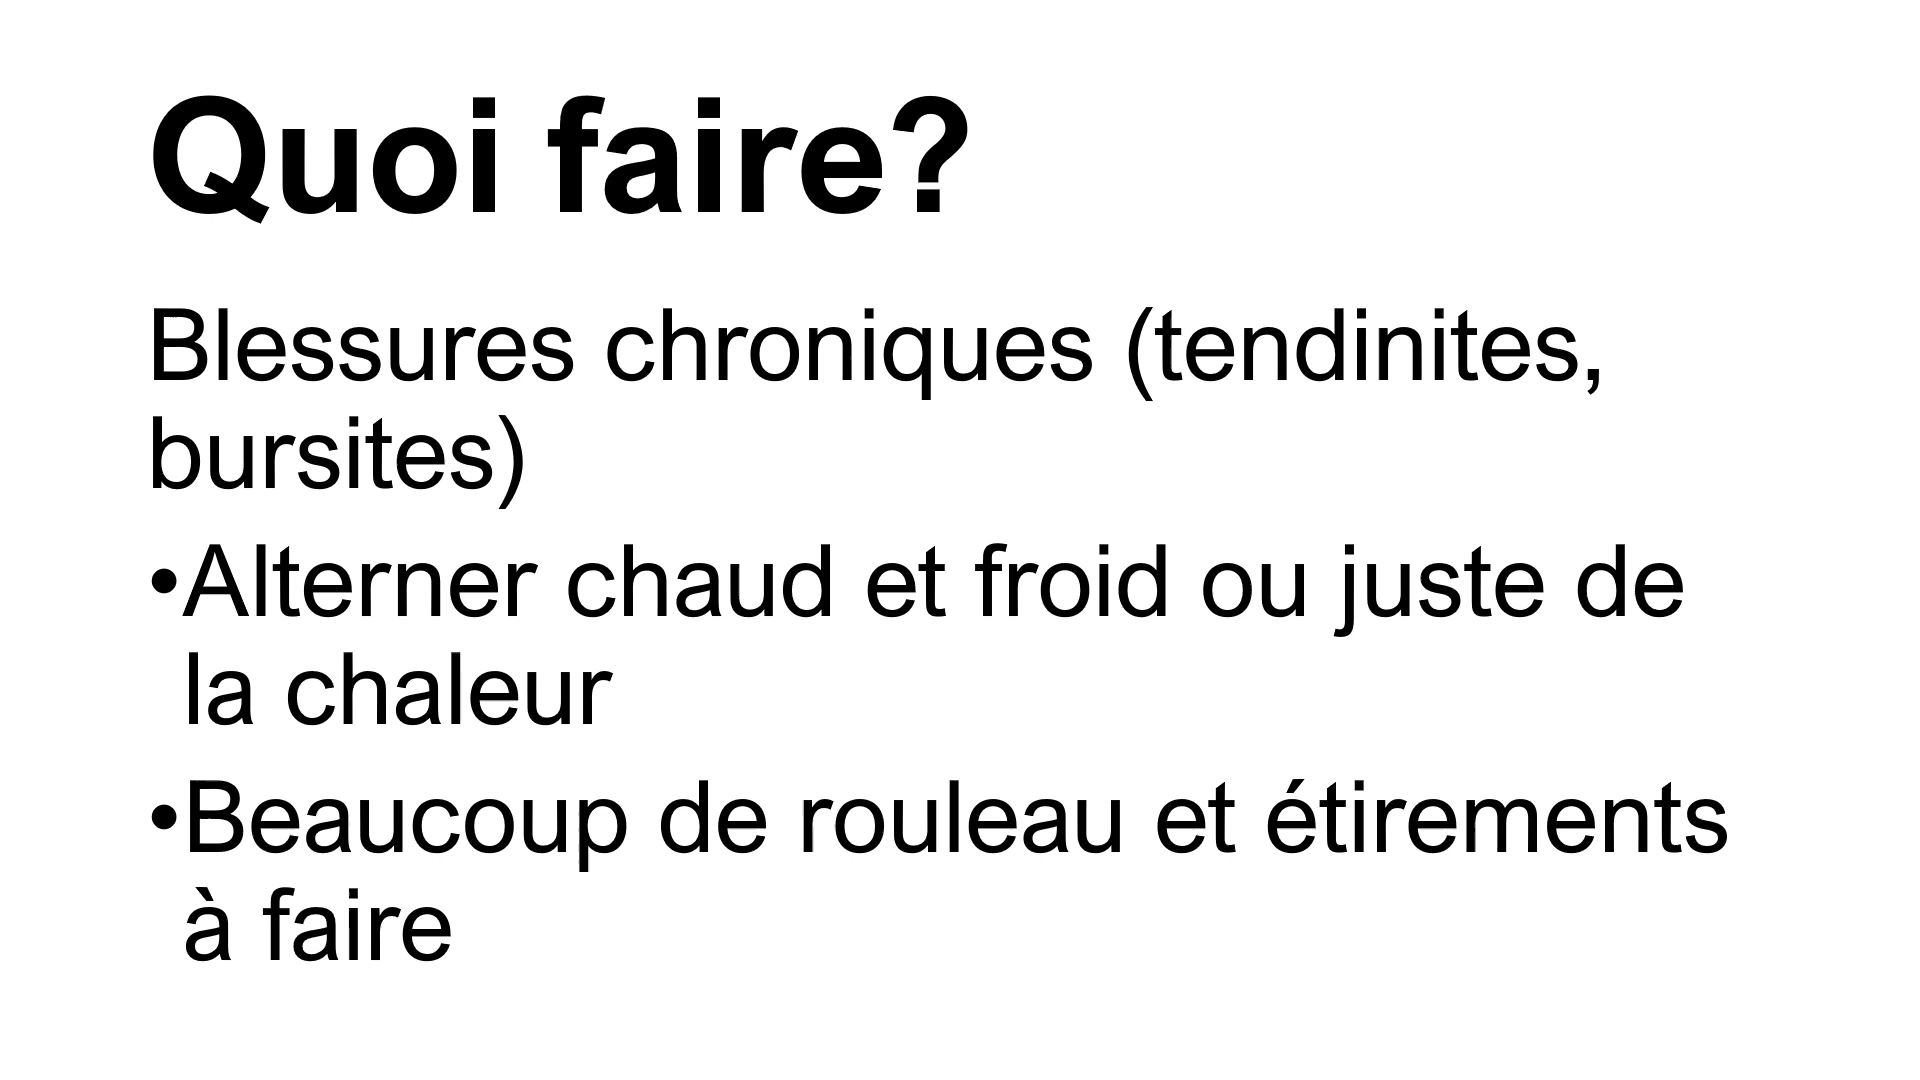 Quoi faire?
Blessures chroniques (tendinites,
bursites)
•Alterner chaud et froid ou juste de
la chaleur
•Beaucoup de rouleau et étirements
à faire